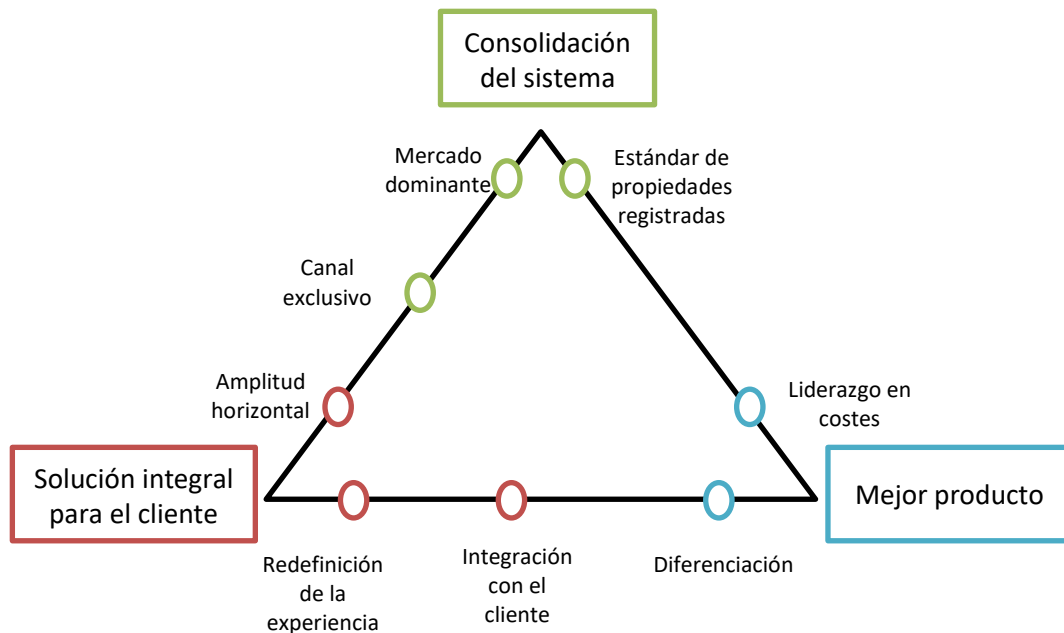 Consolidación
del sistema
Mercado
dominante
Estándar de
propiedades
registradas
Canal
exclusivo
Amplitud
horizontal
Liderazgo en
costes
Solución integral
para el cliente
Mejor producto
Redefinición
de la
experiencia
Integración
con el
cliente
Diferenciación